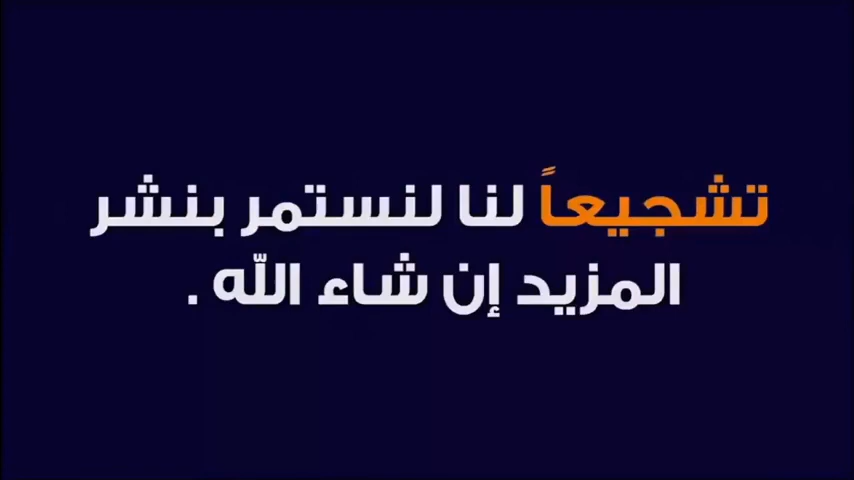 تشجيعاً لنا لنستمر بنشر
المزيد إن شاء الله .